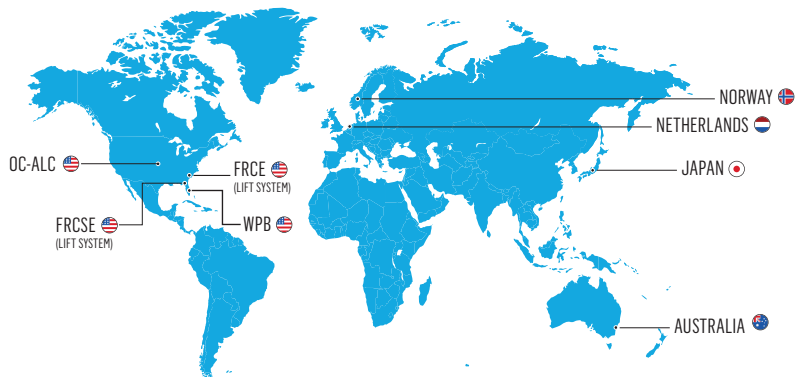 NORWAY
NETHERLANDS
OC-ALC
FRCE
(LIFT SYSTEM)
JAPAN
FRCSE
(LIFT SYSTEM)
WPB
AUSTRALIA